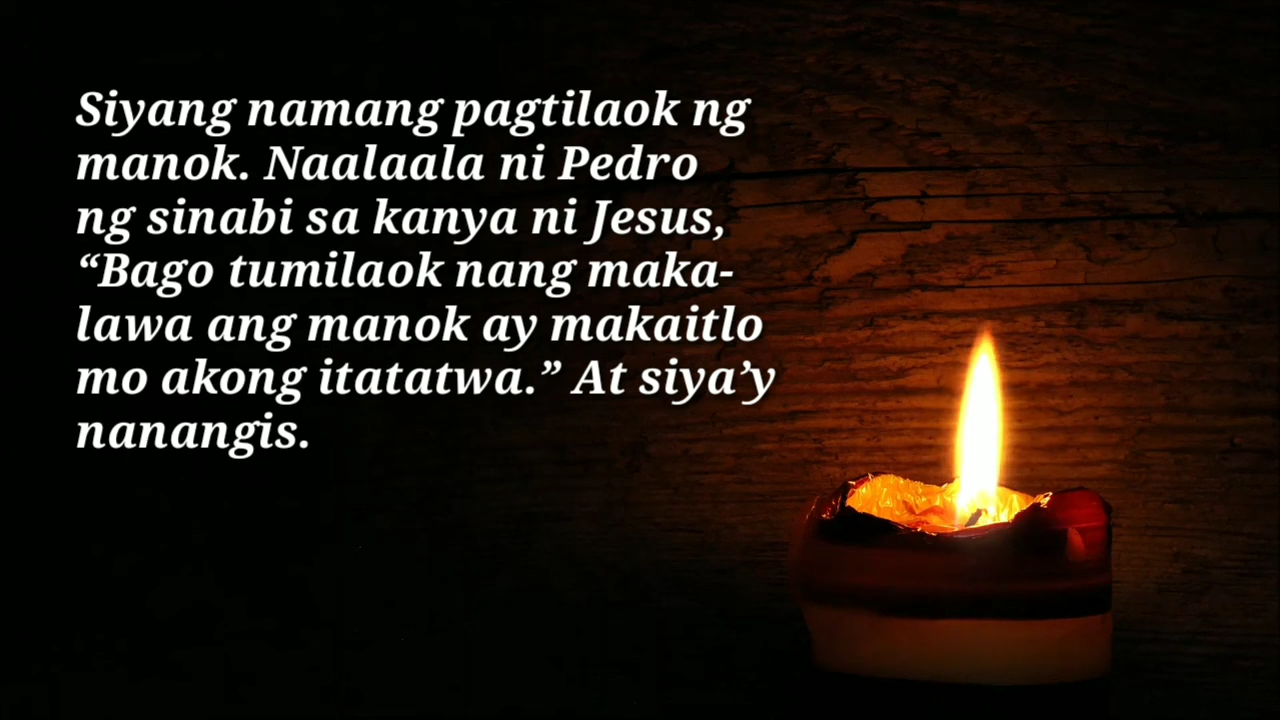 Siyang namang pagtilaok ng
manok. Naalaala ni Pedro
ng sinabi sa kanya ni Jesus,
“Bago tumilaok nang maka-
lawa ang manok ay makaitlo
mo akong itatatwa.” At siya’y
nanangis.